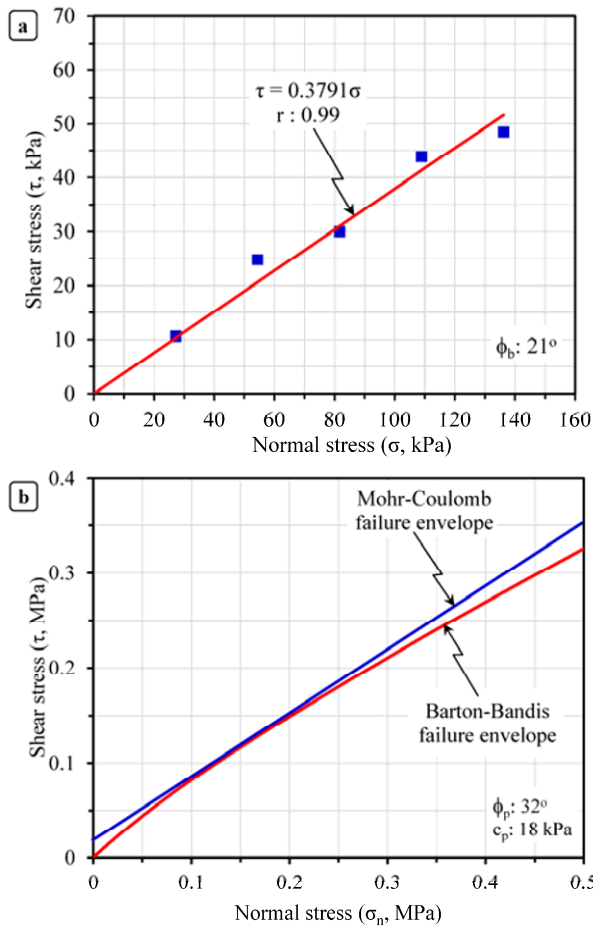 a
70
60
50
40
30
20
10
0
Shear stress (τ, kPa)
τ = 0.3791σ
r : 0.99
ϕb: 21°
0 20 40 60 80 100 120 140 160
Normal stress (σ, kPa)
b
0.4
0.3
0.2
0.1
0
Shear stress (τ, MPa)
Mohr-Coulomb
failure envelope
Barton-Bandis
failure envelope
ϕp: 32°
cp: 18 kPa
0 0.1 0.2 0.3 0.4 0.5
Normal stress (σn, MPa)